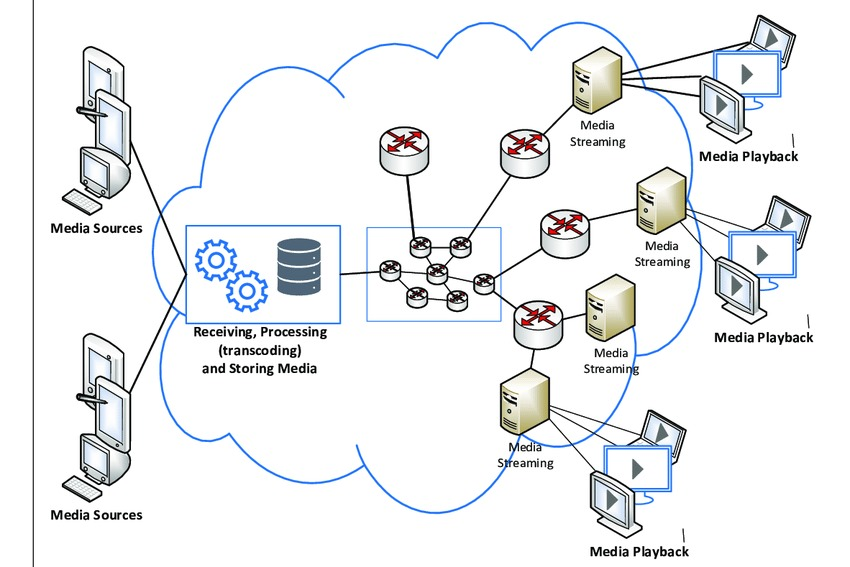 Media
Streaming
Media Playback
Media Sources
Media
Streaming
Receiving, Processing
(transcoding)
and Storing Media
Media Playback
Media
Streaming
Media
Streaming
Media Sources
Media Playback